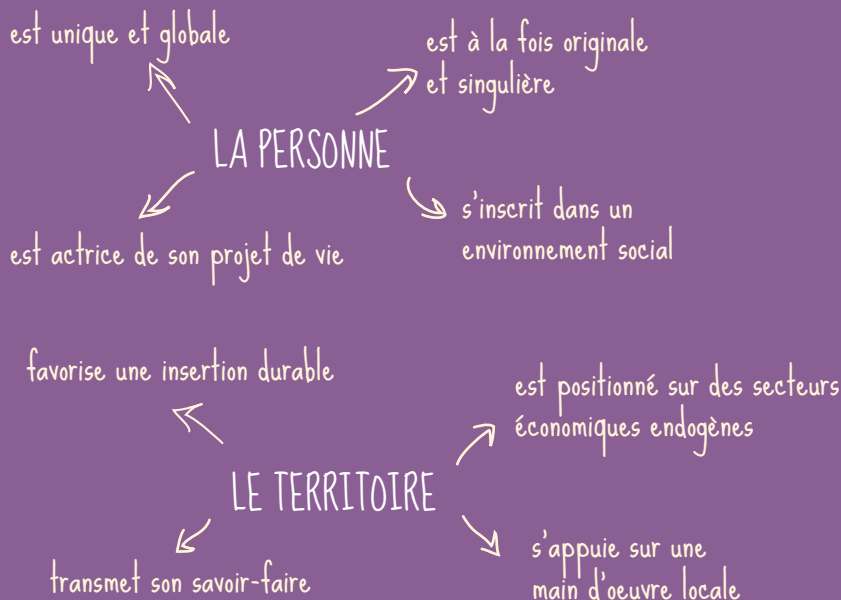 est unique et globale
est à la fois originale
et singulière
LA PERSONNE
s'inscrit dans un
environnement social
est actrice de son projet de vie
favorise une insertion durable
est positionné sur des secteurs
économiques endogènes
LE TERRITOIRE
s'appuie sur une
main d'oeuvre locale
transmet son savoir-faire